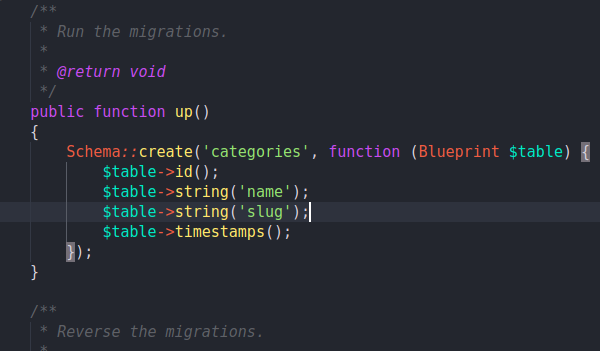 /**
 * Run the migrations.
 *
 * @return void
 */
public function up()
{
    Schema::create('categories', function (Blueprint $table) {
        $table->id();
        $table->string('name');
        $table->string('slug');
        $table->timestamps();
    });
}

/**
 * Reverse the migrations.
 *